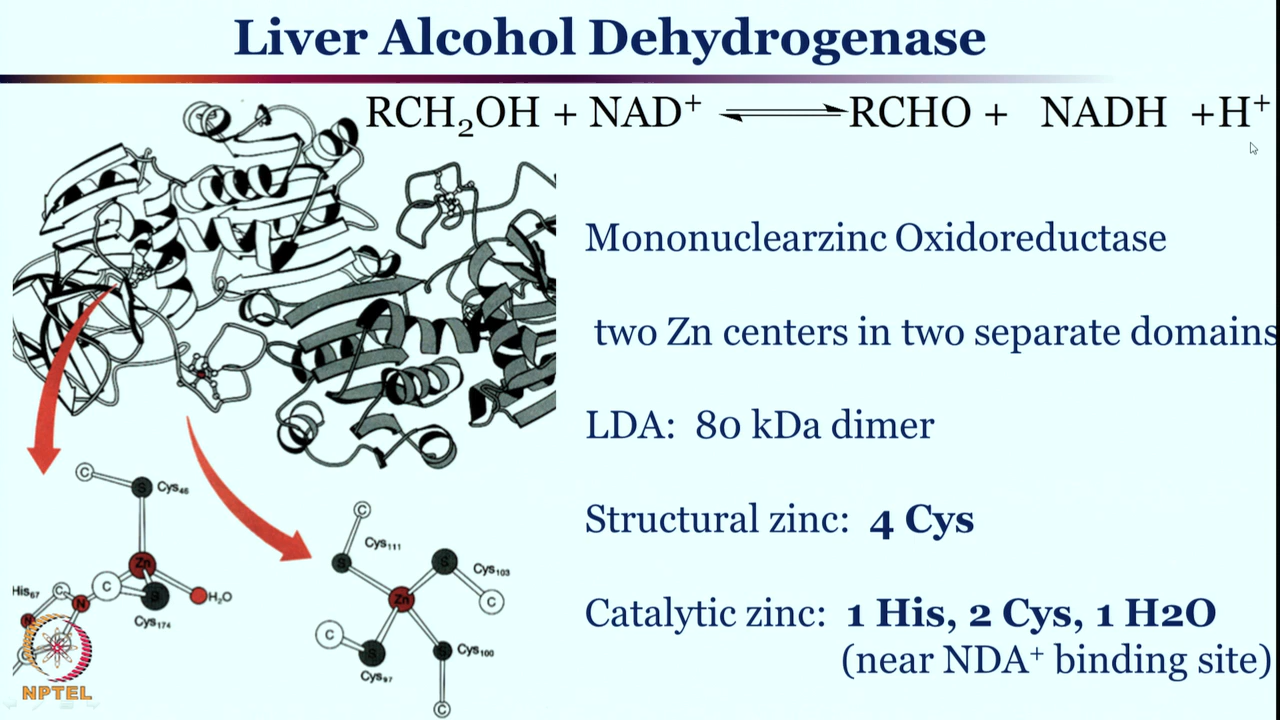 Liver Alcohol Dehydrogenase
RCH₂OH + NAD⁺ ⇌ RCHO + NADH +H⁺
Mononuclearzinc Oxidoreductase
two Zn centers in two separate domains
LDA: 80 kDa dimer
Structural zinc: 4 Cys
Catalytic zinc: 1 His, 2 Cys, 1 H2O
(near NDA⁺ binding site)
C
S
Cys₄₆
Zn
His₆₇
C
C
N
N
S
H₂O
Cys₁₇₄
C
Cys₁₁₁
S
S
Cys₁₀₃
C
Zn
C
S
Cys₉₇
S
Cys₁₀₀
C
NPTEL